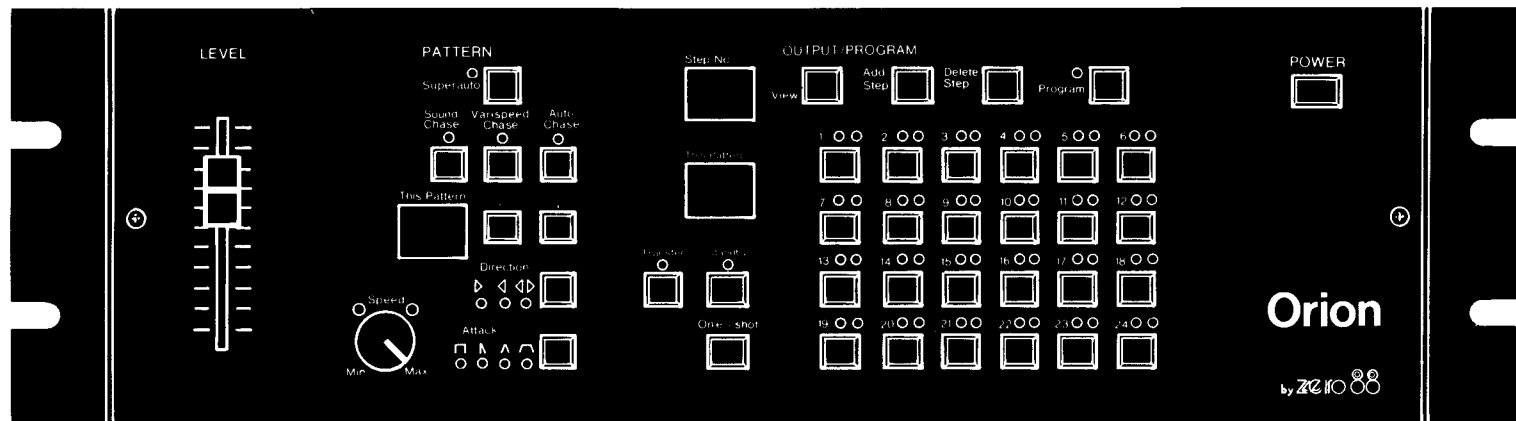 LEVEL
PATTERN
Superauto
Sound Chase
Varispeed Chase
Auto Chase
This Pattern
Direction
Speed
Min
Max
Attack
Step No
This Pattern
Transfer
One-shot
OUTPUT/PROGRAM
View
Add Step
Delete Step
Program
1 2 3 4 5 6
7 8 9 10 11 12
13 14 15 16 17 18
19 20 21 22 23 24
POWER
Orion
by zero 88